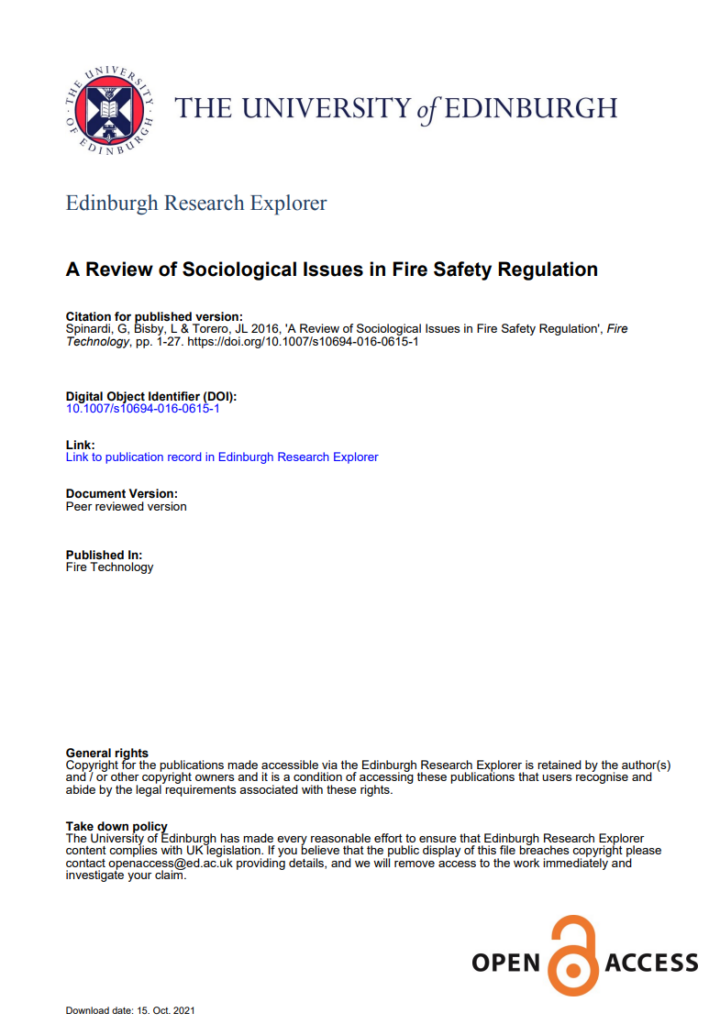 THE UNIVERSITY OF EDINBURGH
THE UNIVERSITY of EDINBURGH
Edinburgh Research Explorer
A Review of Sociological Issues in Fire Safety Regulation
Citation for published version:
Spinardi, G, Bisby, L & Torero, JL 2016, 'A Review of Sociological Issues in Fire Safety Regulation', Fire
Technology, pp. 1-27. https://doi.org/10.1007/s10694-016-0615-1
Digital Object Identifier (DOI):
10.1007/s10694-016-0615-1
Link:
Link to publication record in Edinburgh Research Explorer
Document Version:
Peer reviewed version
Published In:
Fire Technology
General rights
Copyright for the publications made accessible via the Edinburgh Research Explorer is retained by the author(s)
and / or other copyright owners and it is a condition of accessing these publications that users recognise and
abide by the legal requirements associated with these rights.
Take down policy
The University of Edinburgh has made every reasonable effort to ensure that Edinburgh Research Explorer
content complies with UK legislation. If you believe that the public display of this file breaches copyright please
contact openaccess@ed.ac.uk providing details, and we will remove access to the work immediately and
investigate your claim.
OPEN ACCESS
Download date: 15. Oct. 2021